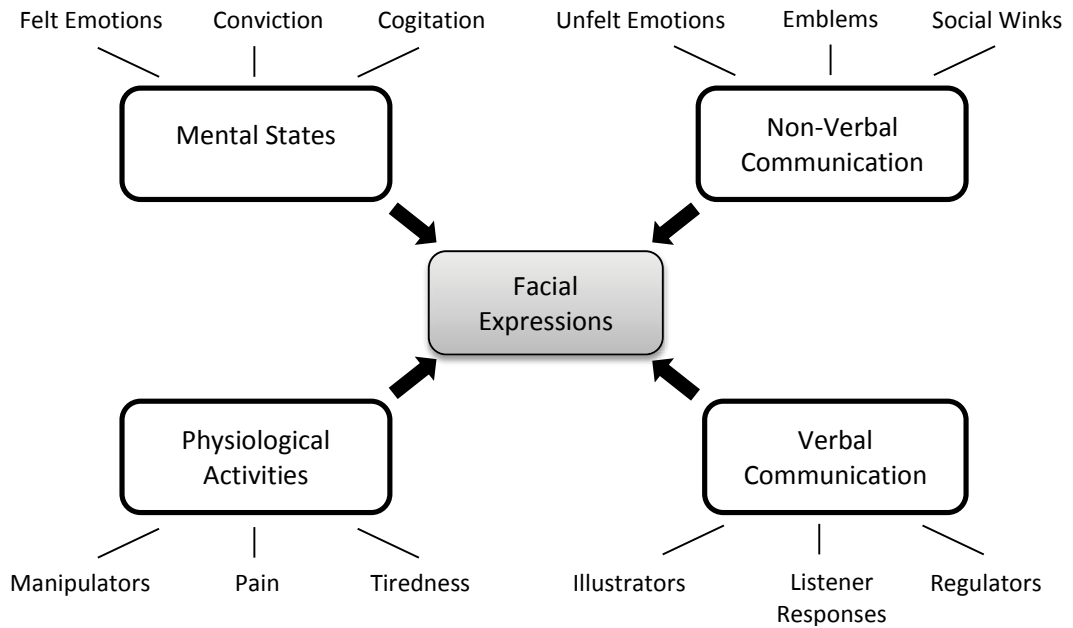 Felt Emotions
Conviction
Cogitation
Unfelt Emotions
Emblems
Social Winks
Mental States
Non-Verbal
Communication
Facial
Expressions
Physiological
Activities
Verbal
Communication
Manipulators
Pain
Tiredness
Illustrators
Listener
Responses
Regulators